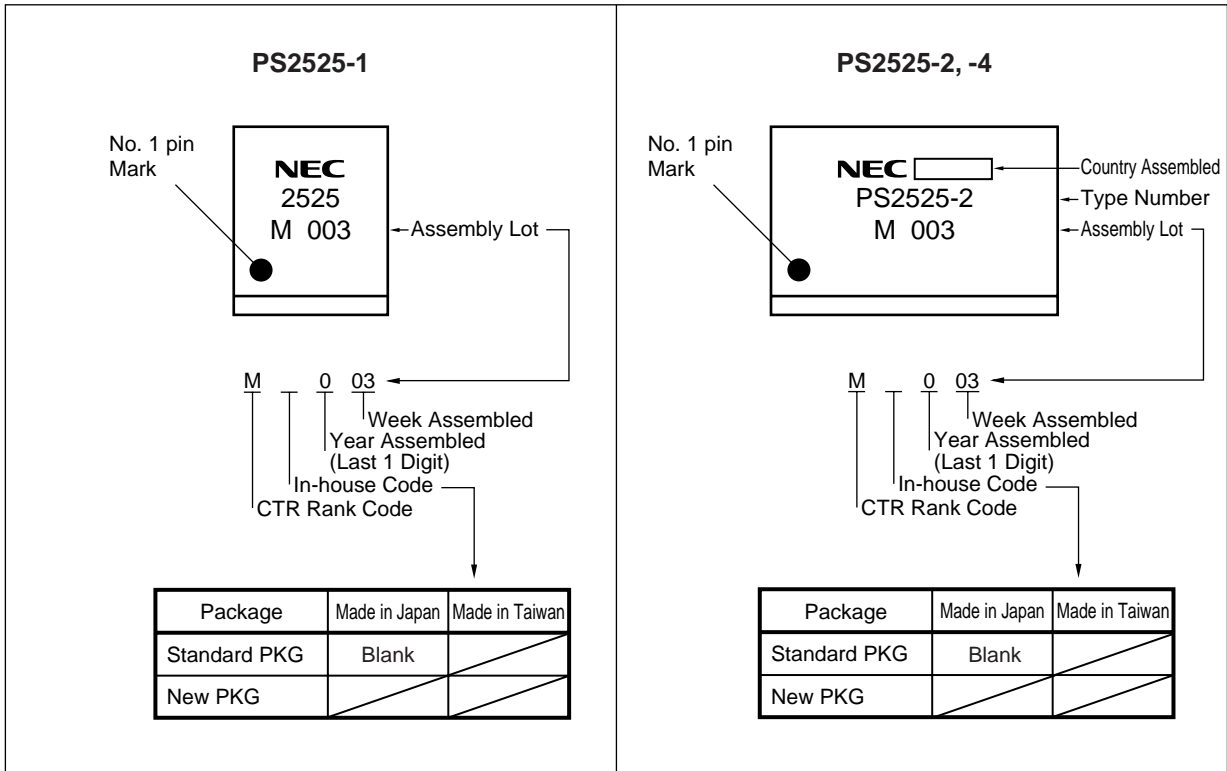 PS2525-1
No. 1 pin
Mark
NEC
2525
M 003
Assembly Lot
M 0 03
Week Assembled
Year Assembled
(Last 1 Digit)
In-house Code
CTR Rank Code
Package Made in Japan Made in Taiwan
Standard PKG Blank
New PKG
PS2525-2, -4
No. 1 pin
Mark
NEC
Country Assembled
PS2525-2
Type Number
M 003
Assembly Lot
M 0 03
Week Assembled
Year Assembled
(Last 1 Digit)
In-house Code
CTR Rank Code
Package Made in Japan Made in Taiwan
Standard PKG Blank
New PKG